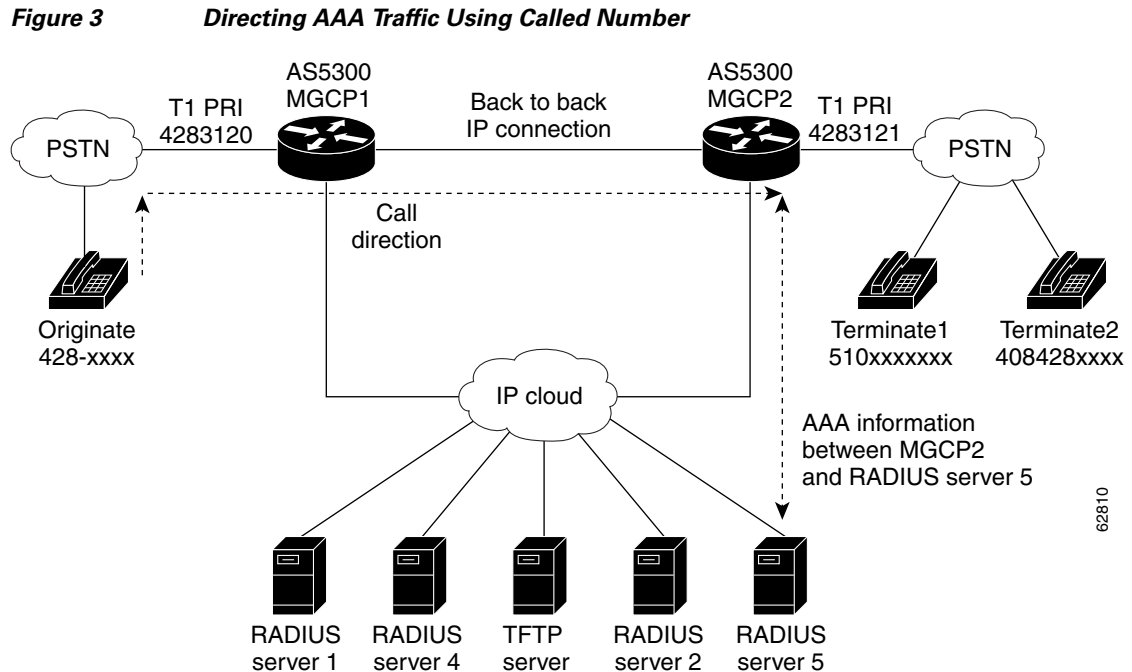 Figure 3 Directing AAA Traffic Using Called Number
AS5300
MGCP1
AS5300
MGCP2
T1 PRI
4283120
Back to back
IP connection
T1 PRI
4283121
PSTN
PSTN
Call
direction
Originate
428-xxxx
Terminate1
510xxxxxxx
Terminate2
408428xxxx
IP cloud
AAA information
between MGCP2
and RADIUS server 5
62810
RADIUS
server 1
RADIUS
server 4
TFTP
server
RADIUS
server 2
RADIUS
server 5